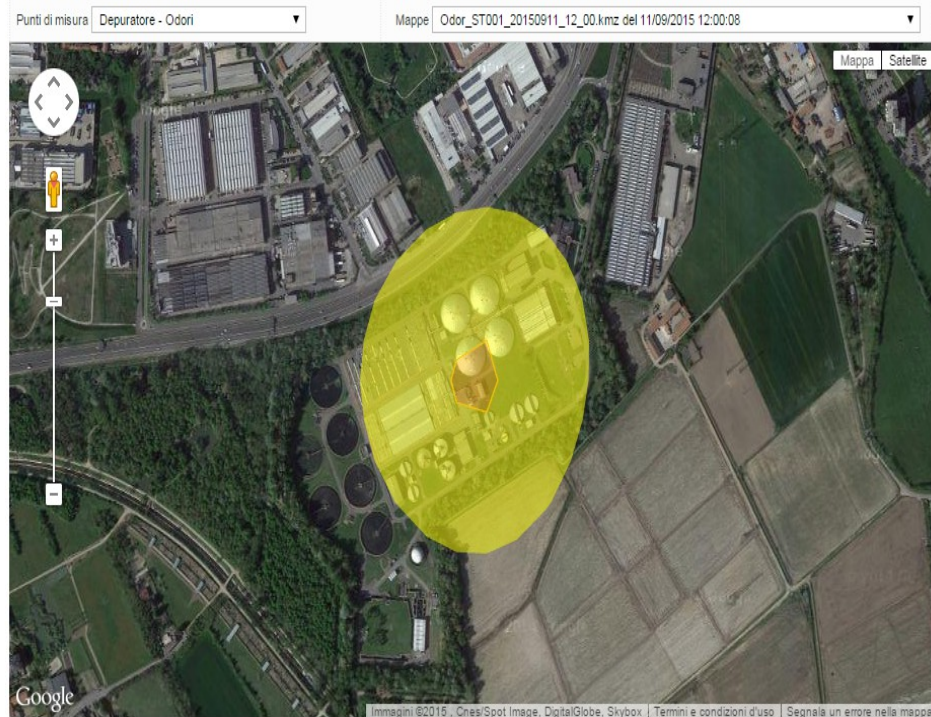 Punti di misura Depuratore - Odori Mappe Odor_ST001_20150911_12_00.kmz del 11/09/2015 12:00:08
Mappa Satellite
Google
Immagini ©2015 , Cnes/Spot Image, DigitalGlobe, Skybox Termini e condizioni d'uso Segnala un errore nella mappa